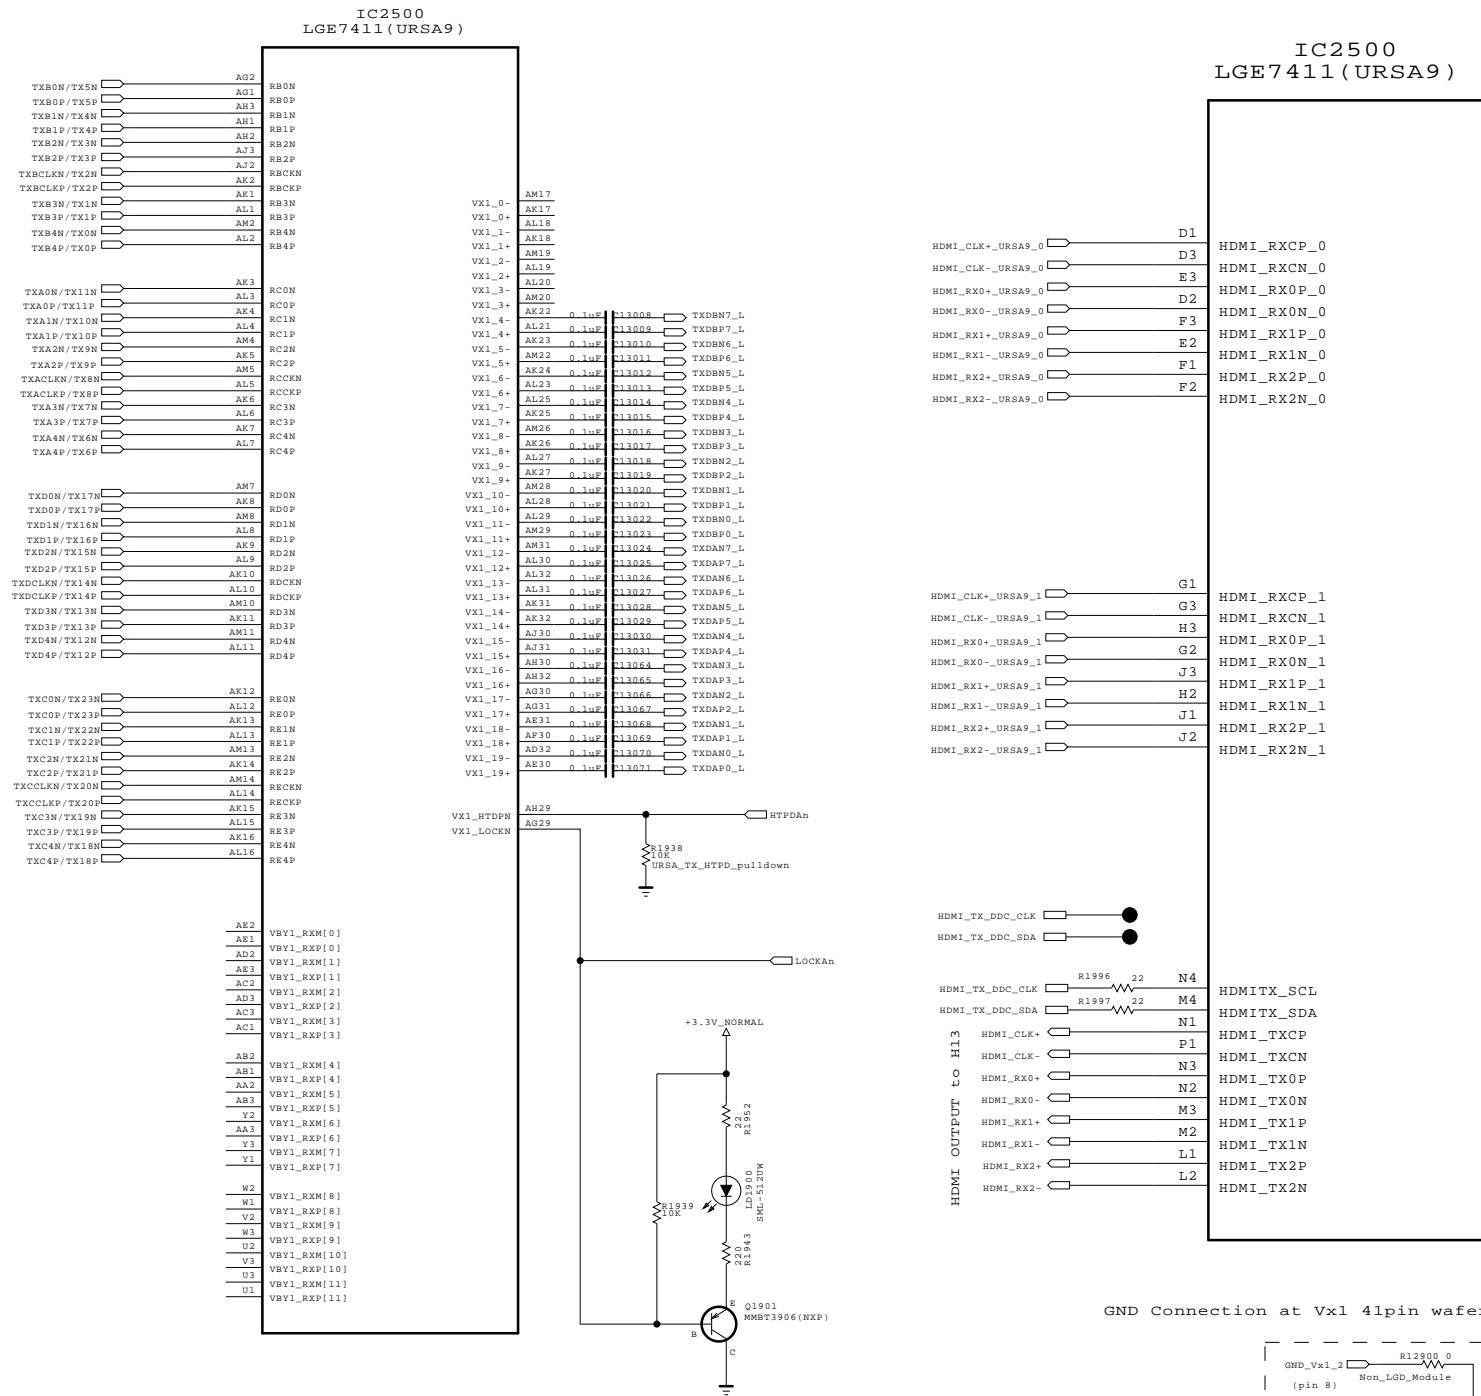 IC2500
LGE7411(URSA9)
TXB0N/TX5N AG2 RB0N
TXB0P/TX5P AG1 RB0P
TXB1N/TX4N AH3 RB1N
TXB1P/TX4P AH1 RB1P
TXB2N/TX3N AH2 RB2N
TXB2P/TX3P AJ3 RB2P
TXBCLKN/TX2N AJ2 RBCKN
TXBCLKP/TX2P AK2 RBCKP
TXB3N/TX1N AK1 RB3N
TXB3P/TX1P AL1 RB3P
TXB4N/TX0N AM2 RB4N
TXB4P/TX0P AL2 RB4P
TXA0N/TX11N AK3 RC0N
TXA0P/TX11P AL3 RC0P
TXA1N/TX10N AK4 RC1N
TXA1P/TX10P AL4 RC1P
TXA2N/TX9N AM4 RC2N
TXA2P/TX9P AK5 RC2P
TXACLKN/TX8N AM5 RCCKN
TXACLKP/TX8P AL5 RCCKP
TXA3N/TX7N AK6 RC3N
TXA3P/TX7P AL6 RC3P
TXA4N/TX6N AK7 RC4N
TXA4P/TX6P AL7 RC4P
TXD0N/TX17N AM7 RD0N
TXD0P/TX17P AK8 RD0P
TXD1N/TX16N AM8 RD1N
TXD1P/TX16P AL8 RD1P
TXD2N/TX15N AK9 RD2N
TXD2P/TX15P AL9 RD2P
TXDCLKN/TX14N AK10 RDCKN
TXDCLKP/TX14P AL10 RDCKP
TXD3N/TX13N AM10 RD3N
TXD3P/TX13P AK11 RD3P
TXD4N/TX12N AM11 RD4N
TXD4P/TX12P AL11 RD4P
TXC0N/TX23N AK12 RE0N
TXC0P/TX23P AL12 RE0P
TXC1N/TX22N AK13 RE1N
TXC1P/TX22P AL13 RE1P
TXC2N/TX21N AM13 RE2N
TXC2P/TX21P AK14 RE2P
TXCCLKN/TX20N AM14 RECKN
TXCCLKP/TX20P AL14 RECKP
TXC3N/TX19N AK15 RE3N
TXC3P/TX19P AL15 RE3P
TXC4N/TX18N AK16 RE4N
TXC4P/TX18P AL16 RE4P
AE2 VBY1_RXM[0]
AE1 VBY1_RXP[0]
AD2 VBY1_RXM[1]
AE3 VBY1_RXP[1]
AC2 VBY1_RXM[2]
AD3 VBY1_RXP[2]
AC3 VBY1_RXM[3]
AC1 VBY1_RXP[3]
AB2 VBY1_RXM[4]
AB1 VBY1_RXP[4]
AA2 VBY1_RXM[5]
AB3 VBY1_RXP[5]
Y2 VBY1_RXM[6]
AA3 VBY1_RXP[6]
Y3 VBY1_RXM[7]
Y1 VBY1_RXP[7]
W2 VBY1_RXM[8]
W1 VBY1_RXP[8]
V2 VBY1_RXM[9]
W3 VBY1_RXP[9]
U2 VBY1_RXM[10]
V3 VBY1_RXP[10]
U3 VBY1_RXM[11]
U1 VBY1_RXP[11]
VX1_0- AM17
VX1_0+ AK17
VX1_1- AL18
VX1_1+ AK18
VX1_2- AM19
VX1_2+ AL19
VX1_3- AL20
VX1_3+ AM20
VX1_4- AK22 0.1uF C13008 TXDBN7_L
VX1_4+ AL21 0.1uF C13009 TXDBP7_L
VX1_5- AK23 0.1uF C13010 TXDBN6_L
VX1_5+ AM22 0.1uF C13011 TXDBP6_L
VX1_6- AK24 0.1uF C13012 TXDBN5_L
VX1_6+ AL23 0.1uF C13013 TXDBP5_L
VX1_7- AL25 0.1uF C13014 TXDBN4_L
VX1_7+ AK25 0.1uF C13015 TXDBP4_L
VX1_8- AM26 0.1uF C13016 TXDBN3_L
VX1_8+ AK26 0.1uF C13017 TXDBP3_L
VX1_9- AL27 0.1uF C13018 TXDBN2_L
VX1_9+ AK27 0.1uF C13019 TXDBP2_L
VX1_10- AM28 0.1uF C13020 TXDBN1_L
VX1_10+ AL28 0.1uF C13021 TXDBP1_L
VX1_11- AL29 0.1uF C13022 TXDBN0_L
VX1_11+ AM29 0.1uF C13023 TXDBP0_L
VX1_12- AM31 0.1uF C13024 TXDAN7_L
VX1_12+ AL30 0.1uF C13025 TXDAP7_L
VX1_13- AL32 0.1uF C13026 TXDAN6_L
VX1_13+ AL31 0.1uF C13027 TXDAP6_L
VX1_14- AK31 0.1uF C13028 TXDAN5_L
VX1_14+ AK32 0.1uF C13029 TXDAP5_L
VX1_15- AJ30 0.1uF C13030 TXDAN4_L
VX1_15+ AJ31 0.1uF C13031 TXDAP4_L
VX1_16- AH30 0.1uF C13064 TXDAN3_L
VX1_16+ AH32 0.1uF C13065 TXDAP3_L
VX1_17- AG30 0.1uF C13066 TXDAN2_L
VX1_17+ AG31 0.1uF C13067 TXDAP2_L
VX1_18- AE31 0.1uF C13068 TXDAN1_L
VX1_18+ AF30 0.1uF C13069 TXDAP1_L
VX1_19- AD32 0.1uF C13070 TXDAN0_L
VX1_19+ AE30 0.1uF C13071 TXDAP0_L
VX1_HTDPN AH29 HTPDAn
VX1_LOCKN AG29
R1938
10K
URSA_TX_HTPD_pulldown
LOCKAn
+3.3V_NORMAL
22
R1952
LD1900
SML-512UW
R1939
10K
220
R1943
E
Q1901
MMBT3906(NXP)
B
C
IC2500
LGE7411(URSA9)
HDMI_CLK+_URSA9_0 D1 HDMI_RXCP_0
HDMI_CLK-_URSA9_0 D3 HDMI_RXCN_0
HDMI_RX0+_URSA9_0 E3 HDMI_RX0P_0
HDMI_RX0-_URSA9_0 D2 HDMI_RX0N_0
HDMI_RX1+_URSA9_0 F3 HDMI_RX1P_0
HDMI_RX1-_URSA9_0 E2 HDMI_RX1N_0
HDMI_RX2+_URSA9_0 F1 HDMI_RX2P_0
HDMI_RX2-_URSA9_0 F2 HDMI_RX2N_0
HDMI_CLK+_URSA9_1 G1 HDMI_RXCP_1
HDMI_CLK-_URSA9_1 G3 HDMI_RXCN_1
HDMI_RX0+_URSA9_1 H3 HDMI_RX0P_1
HDMI_RX0-_URSA9_1 G2 HDMI_RX0N_1
HDMI_RX1+_URSA9_1 J3 HDMI_RX1P_1
HDMI_RX1-_URSA9_1 H2 HDMI_RX1N_1
HDMI_RX2+_URSA9_1 J1 HDMI_RX2P_1
HDMI_RX2-_URSA9_1 J2 HDMI_RX2N_1
HDMI_TX_DDC_CLK
HDMI_TX_DDC_SDA
HDMI_TX_DDC_CLK R1996 22 N4 HDMITX_SCL
HDMI_TX_DDC_SDA R1997 22 M4 HDMITX_SDA
HDMI OUTPUT to H13
HDMI_CLK+ N1 HDMI_TXCP
HDMI_CLK- P1 HDMI_TXCN
HDMI_RX0+ N3 HDMI_TX0P
HDMI_RX0- N2 HDMI_TX0N
HDMI_RX1+ M3 HDMI_TX1P
HDMI_RX1- M2 HDMI_TX1N
HDMI_RX2+ L1 HDMI_TX2P
HDMI_RX2- L2 HDMI_TX2N
GND Connection at Vx1 41pin wafer
GND_Vx1_2 R12900 0
(pin 8) Non_LGD_Module